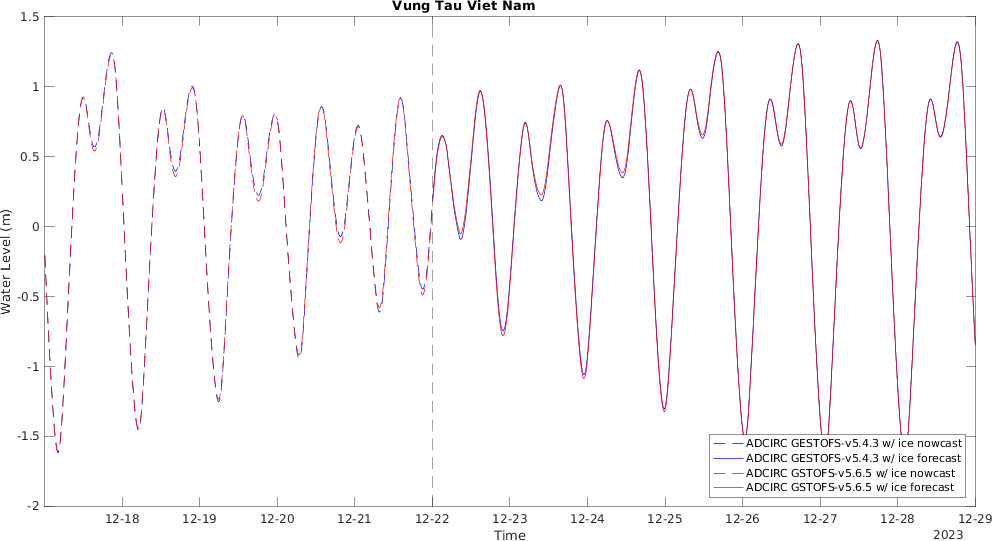 Vung Tau Viet Nam
1.5
1
0.5
0
-0.5
-1
-1.5
-2
Water Level (m)
12-18 12-19 12-20 12-21 12-22 12-23 12-24 12-25 12-26 12-27 12-28 12-29
Time
2023
ADCIRC GESTOFS-v5.4.3 w/ ice nowcast
ADCIRC GESTOFS-v5.4.3 w/ ice forecast
ADCIRC GSTOFS-v5.6.5 w/ ice nowcast
ADCIRC GSTOFS-v5.6.5 w/ ice forecast